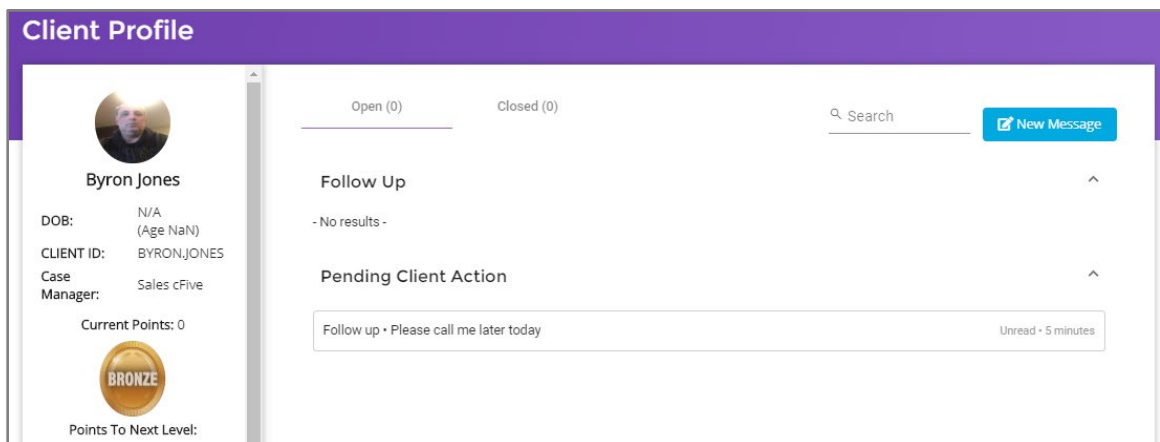 Client Profile
Byron Jones
DOB: N/A
(Age NaN)
CLIENT ID: BYRON.JONES
Case
Manager: Sales cFive
Current Points: 0
BRONZE
Points To Next Level:
Open (0) Closed (0) Search New Message
Follow Up
- No results -
Pending Client Action
Follow up • Please call me later today Unread • 5 minutes